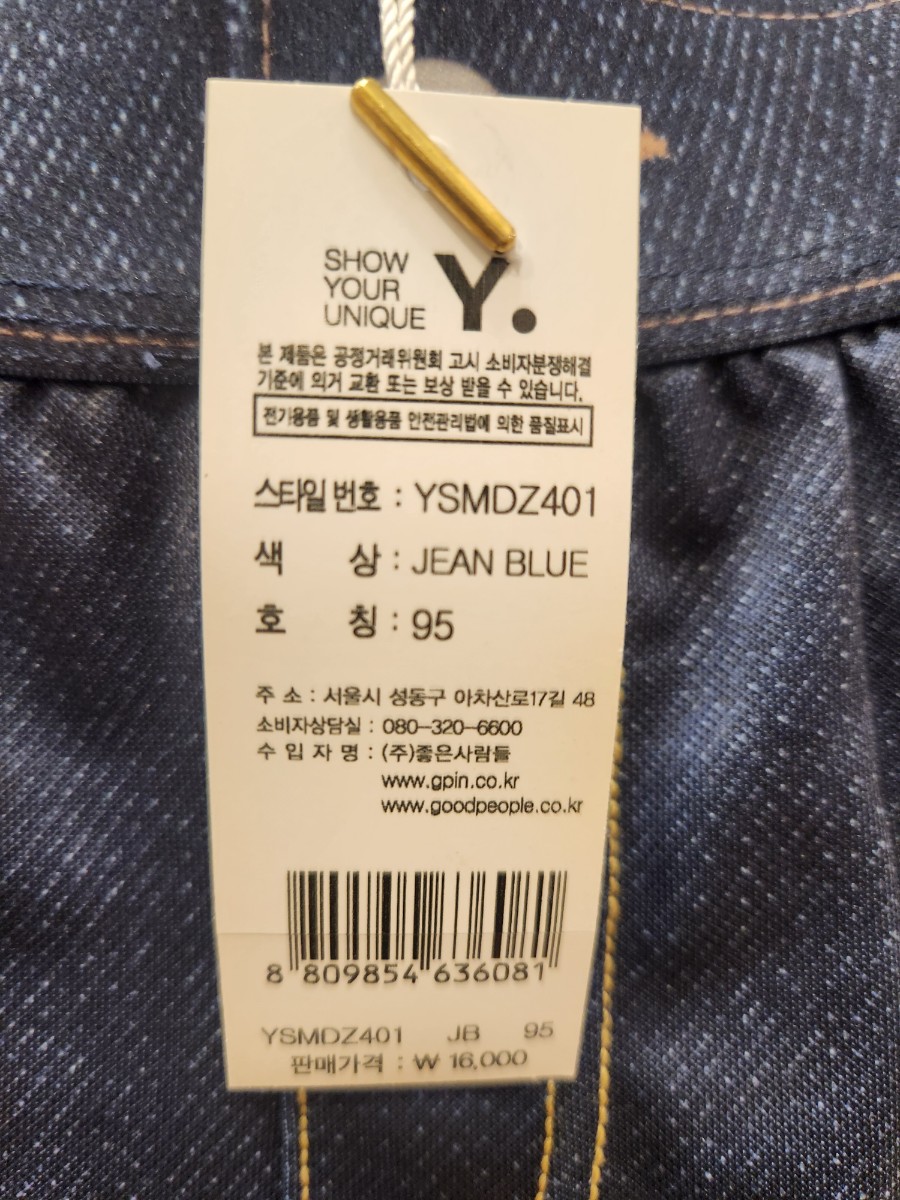 SHOW
YOUR
UNIQUE
Y.
본 제품은 공정거래위원회 고시 소비자분쟁해결
기준에 의거 교환 또는 보상 받을 수 있습니다.
전기용품 및 생활용품 안전관리법에 의한 품질표시
스타일 번호 : YSMDZ401
색 상 : JEAN BLUE
호 칭 : 95
주 소 : 서울시 성동구 아차산로17길 48
소비자상담실 : 080-320-6600
수 입 자 명 : (주)좋은사람들
www.gpin.co.kr
www.goodpeople.co.kr
8 809854 636081
YSMDZ401 JB 95
판매가격 : ₩ 16,000